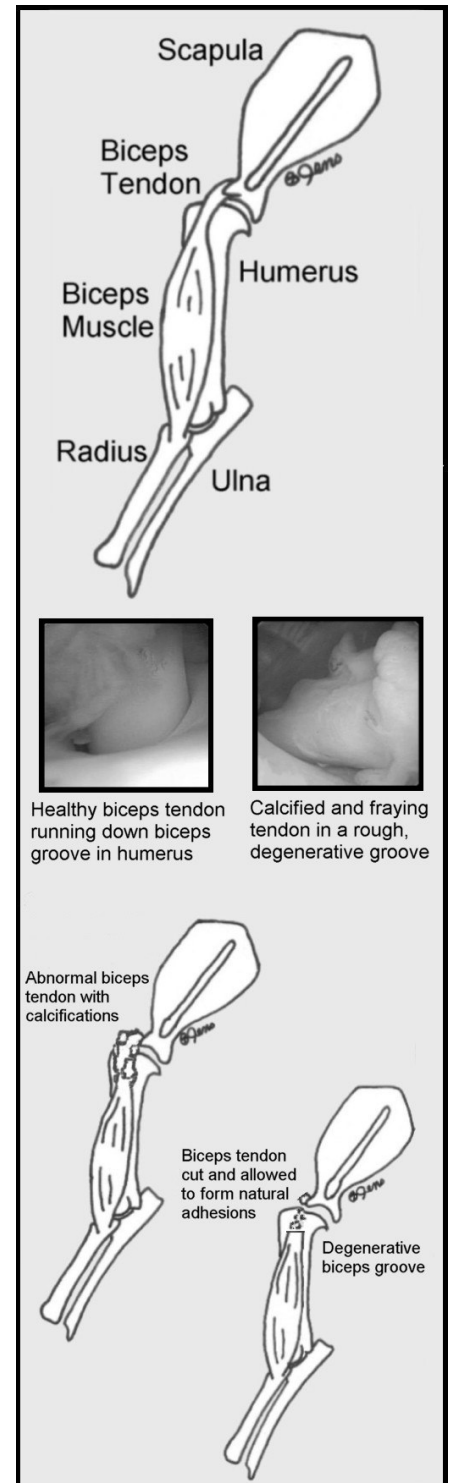 Scapula
Biceps
Tendon
Humerus
Biceps
Muscle
Radius
Ulna
Healthy biceps tendon
running down biceps
groove in humerus
Calcified and fraying
tendon in a rough,
degenerative groove
Abnormal biceps
tendon with
calcifications
Biceps tendon
cut and allowed
to form natural
adhesions
Degenerative
biceps groove